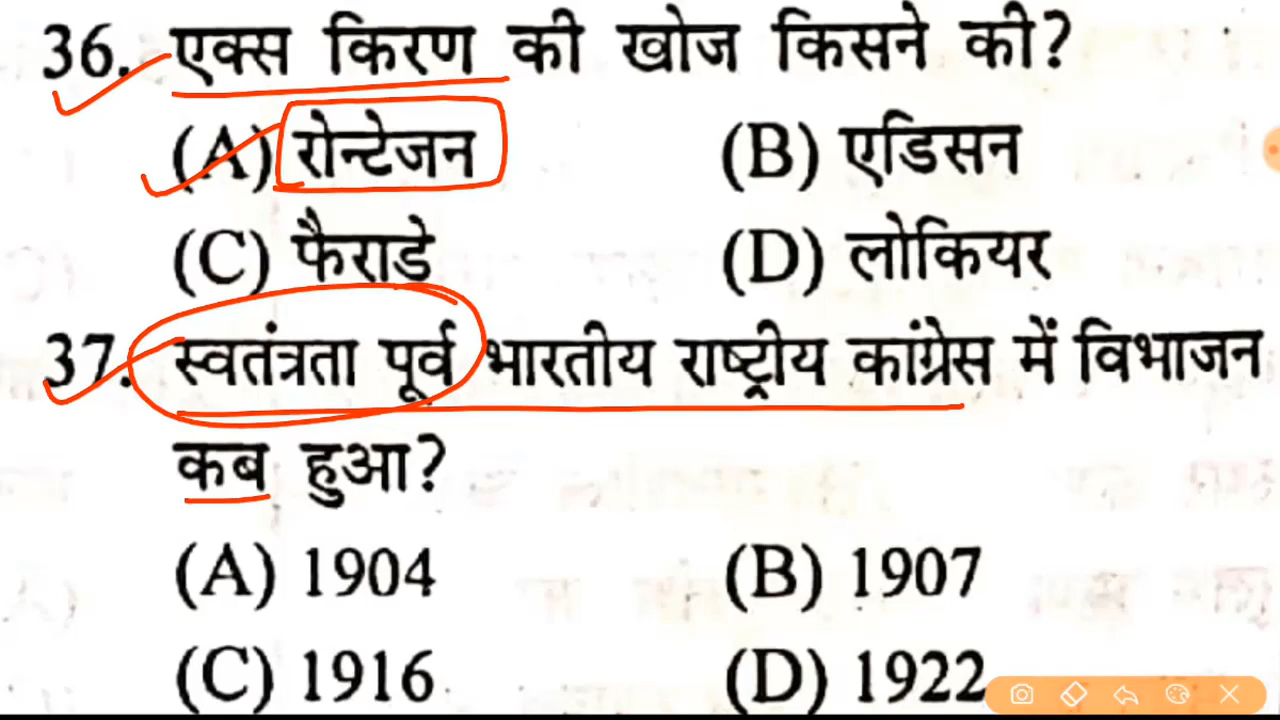 36. एक्स किरण की खोज किसने की?
(A) रोन्टेजन (B) एडिसन
(C) फैराडे (D) लोकियर
37. स्वतंत्रता पूर्व भारतीय राष्ट्रीय कांग्रेस में विभाजन
कब हुआ?
(A) 1904 (B) 1907
(C) 1916 (D) 1922